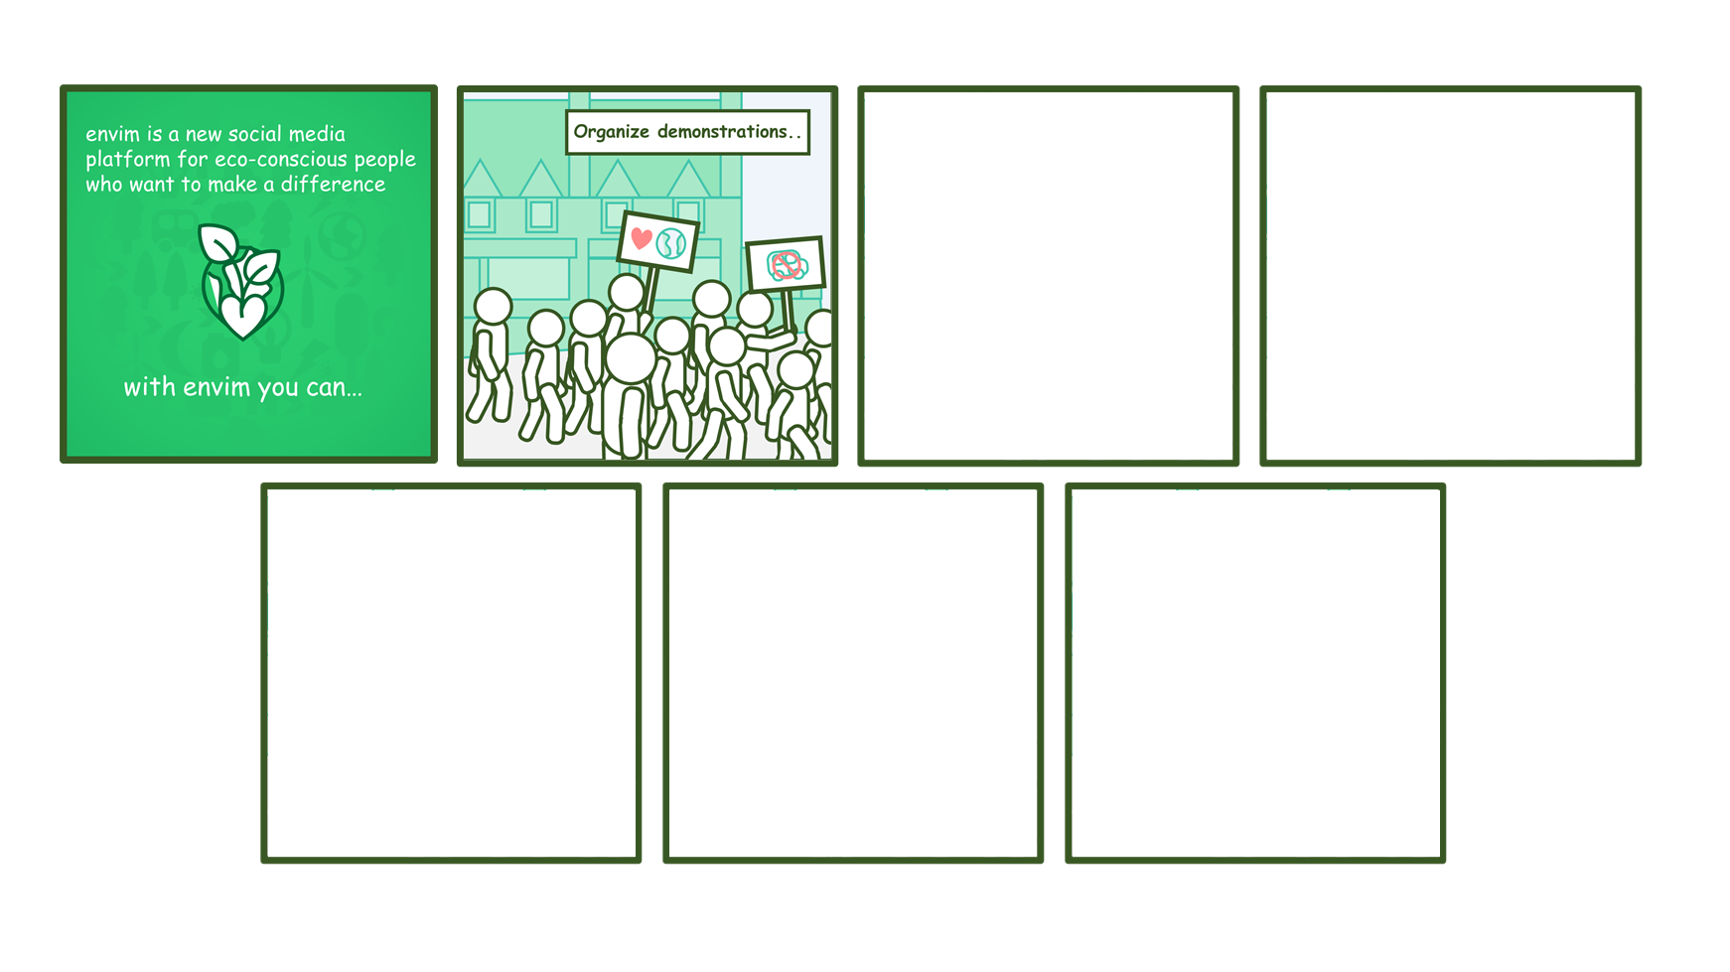 envim is a new social media
platform for eco-conscious people
who want to make a difference
with envim you can...
Organize demonstrations..